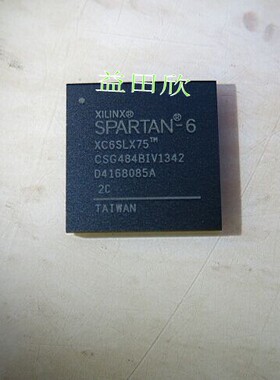 益田欣
XILINX®
SPARTAN®-6
XC6SLX75™
CSG484BIV1342
D4168085A
2C
TAIWAN